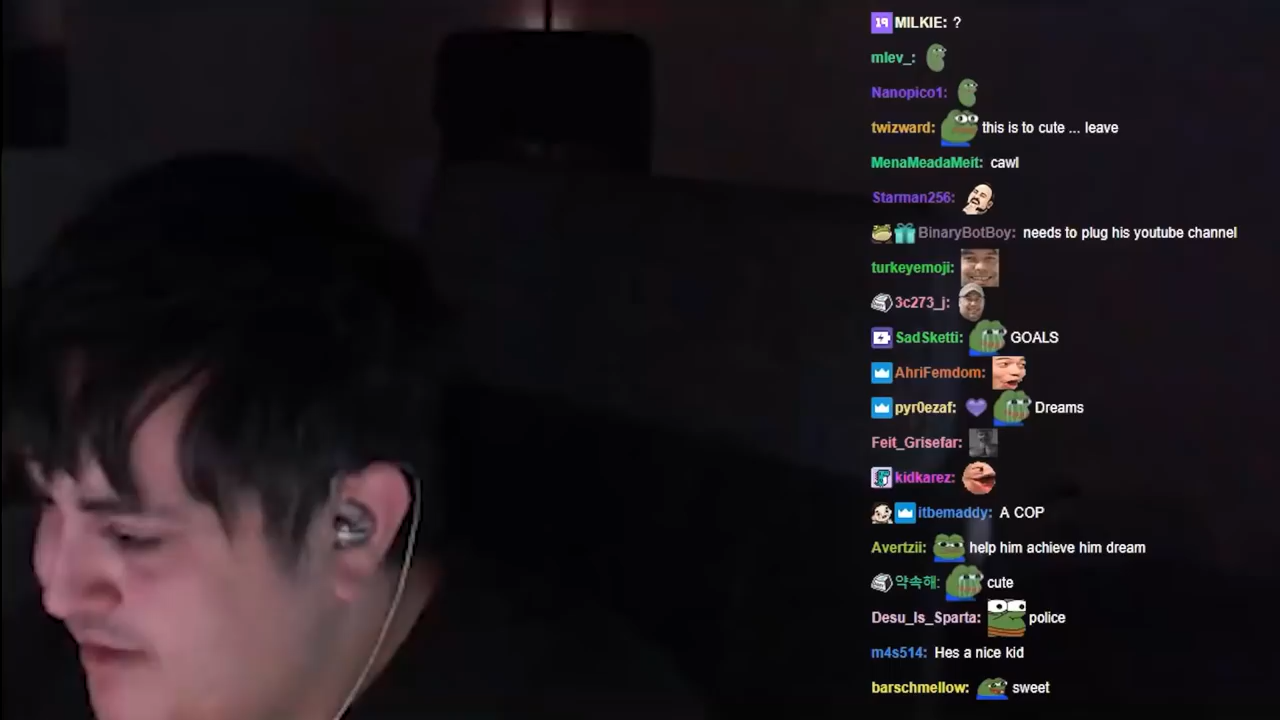 19 MILKIE: ?
mlev_:
Nanopico1:
twizward: this is to cute ... leave
MenaMeadaMeit: cawl
Starman256:
BinaryBotBoy: needs to plug his youtube channel
turkeyemoji:
3c273_j:
SadSketti: GOALS
AhriFemdom:
pyr0ezaf: Dreams
Feit_Grisefar:
kidkarez:
itbemaddy: A COP
Avertzii: help him achieve him dream
약속해: cute
Desu_Is_Sparta: police
m4s514: Hes a nice kid
barschmellow: sweet